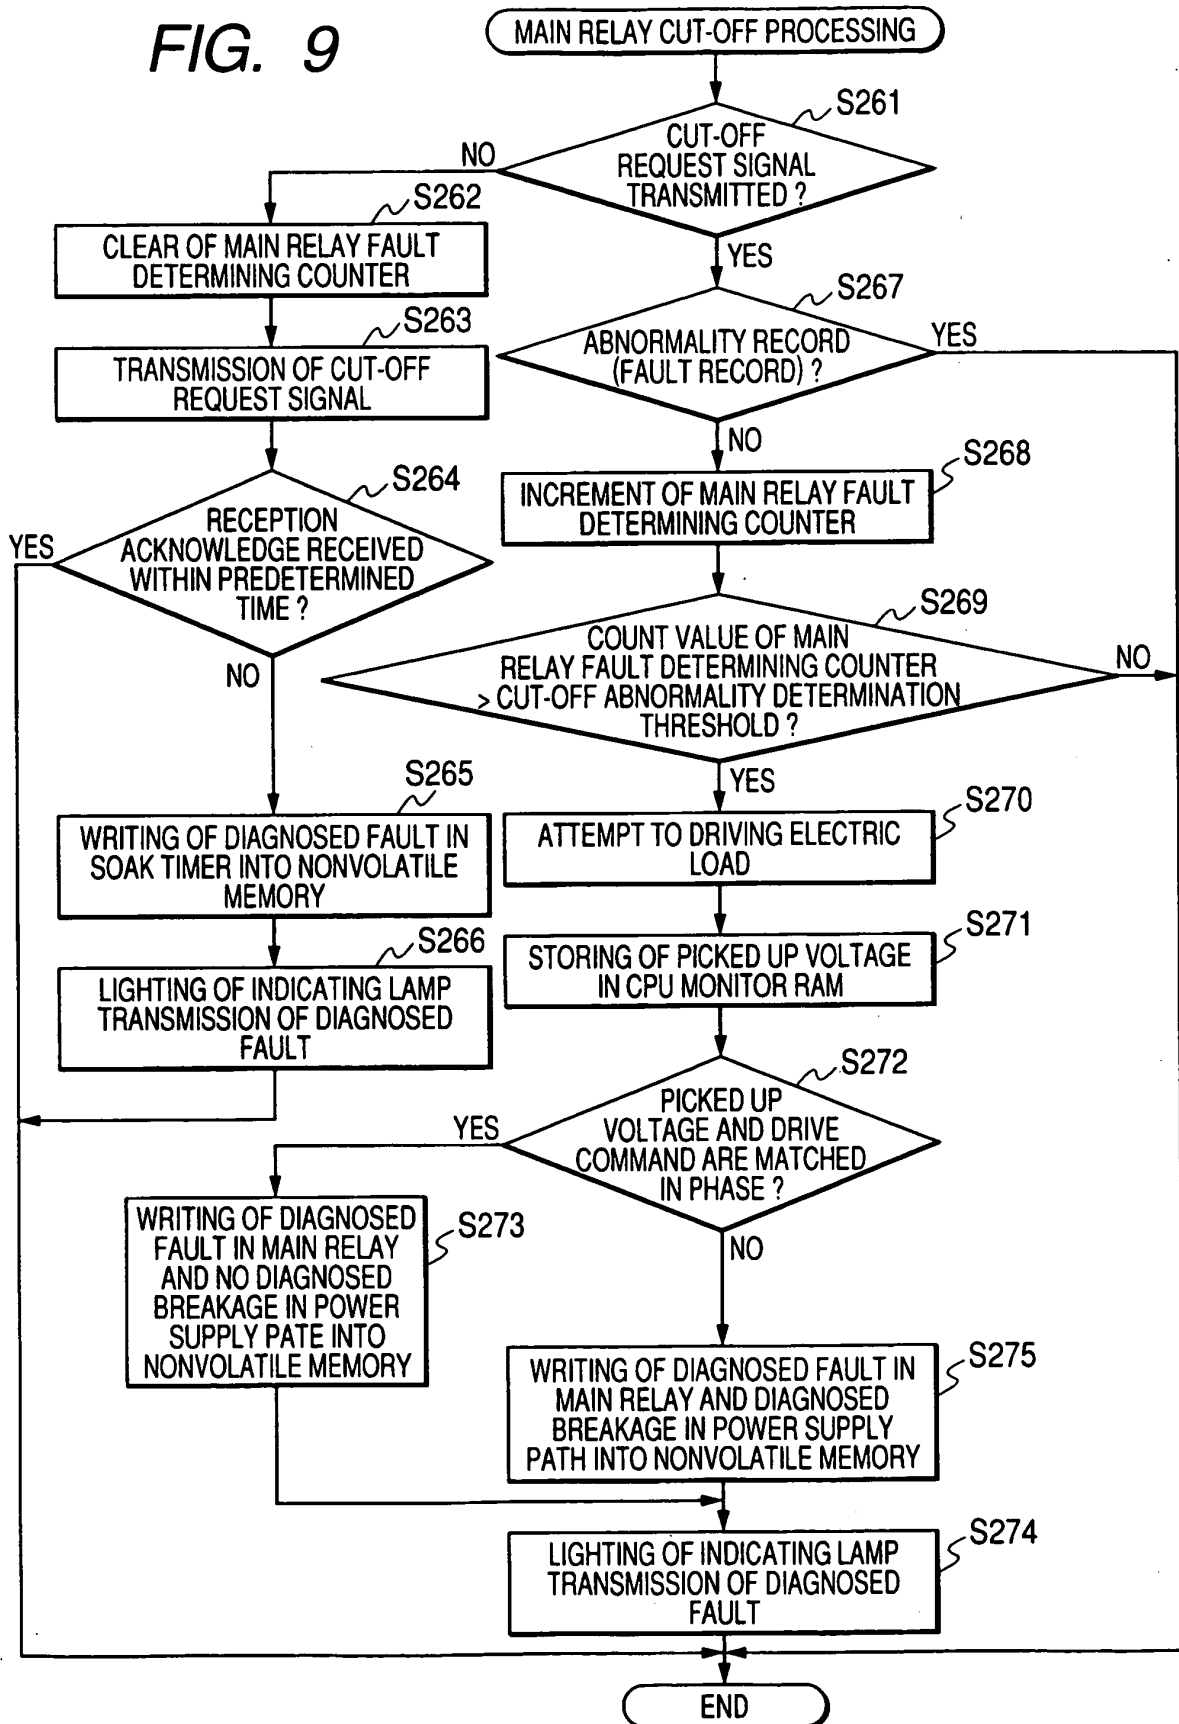 FIG. 9
MAIN RELAY CUT-OFF PROCESSING
S261
CUT-OFF
REQUEST SIGNAL
TRANSMITTED ?
NO
YES
S262
CLEAR OF MAIN RELAY FAULT
DETERMINING COUNTER
S263
TRANSMISSION OF CUT-OFF
REQUEST SIGNAL
S264
RECEPTION
ACKNOWLEDGE RECEIVED
WITHIN PREDETERMINED
TIME ?
YES
NO
S265
WRITING OF DIAGNOSED FAULT IN
SOAK TIMER INTO NONVOLATILE
MEMORY
S266
LIGHTING OF INDICATING LAMP
TRANSMISSION OF DIAGNOSED
FAULT
S267
ABNORMALITY RECORD
(FAULT RECORD) ?
YES
NO
S268
INCREMENT OF MAIN RELAY FAULT
DETERMINING COUNTER
S269
COUNT VALUE OF MAIN
RELAY FAULT DETERMINING COUNTER
> CUT-OFF ABNORMALITY DETERMINATION
THRESHOLD ?
NO
YES
S270
ATTEMPT TO DRIVING ELECTRIC
LOAD
S271
STORING OF PICKED UP VOLTAGE
IN CPU MONITOR RAM
S272
PICKED UP
VOLTAGE AND DRIVE
COMMAND ARE MATCHED
IN PHASE ?
YES
NO
S273
WRITING OF DIAGNOSED
FAULT IN MAIN RELAY
AND NO DIAGNOSED
BREAKAGE IN POWER
SUPPLY PATE INTO
NONVOLATILE MEMORY
S275
WRITING OF DIAGNOSED FAULT IN
MAIN RELAY AND DIAGNOSED
BREAKAGE IN POWER SUPPLY
PATH INTO NONVOLATILE MEMORY
S274
LIGHTING OF INDICATING LAMP
TRANSMISSION OF DIAGNOSED
FAULT
END